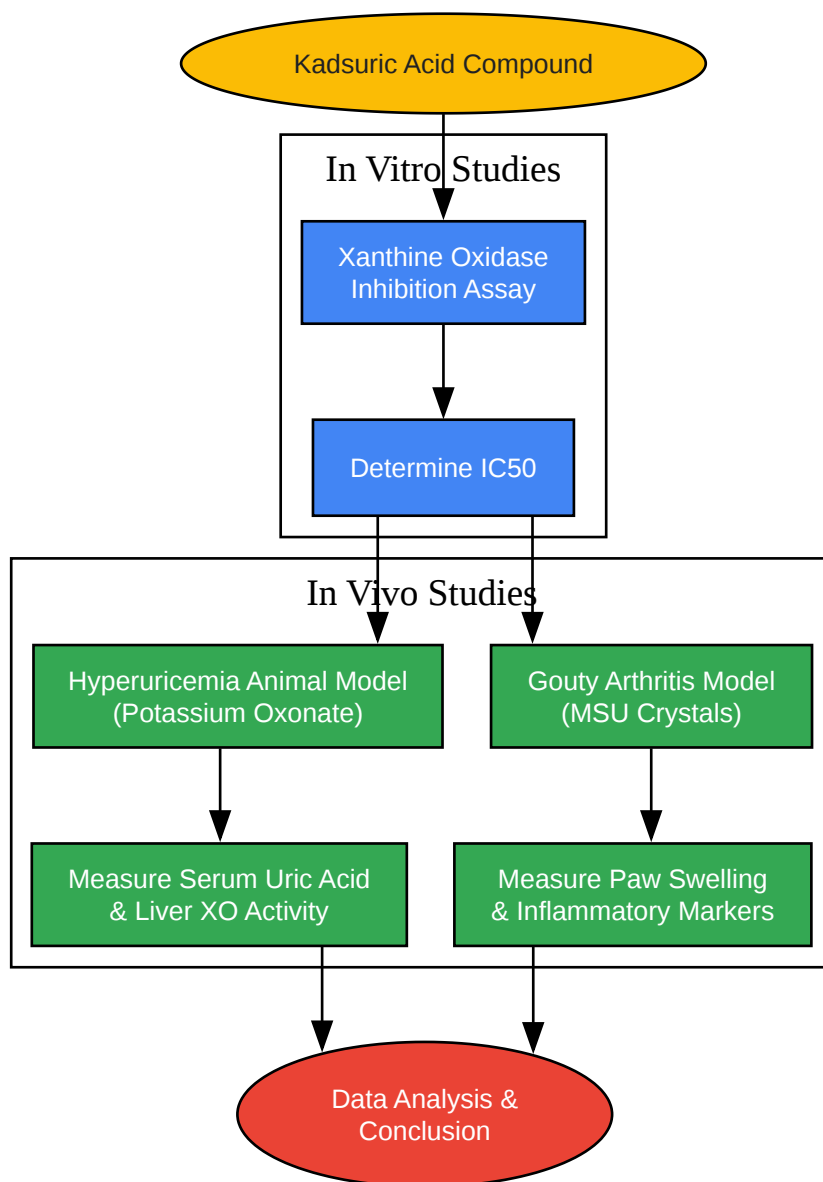 Kadsuric Acid Compound
In Vitro Studies
Xanthine Oxidase
Inhibition Assay
Determine IC50
In Vivo Studies
Hyperuricemia Animal Model
(Potassium Oxonate)
Gouty Arthritis Model
(MSU Crystals)
Measure Serum Uric Acid
& Liver XO Activity
Measure Paw Swelling
& Inflammatory Markers
Data Analysis &
Conclusion